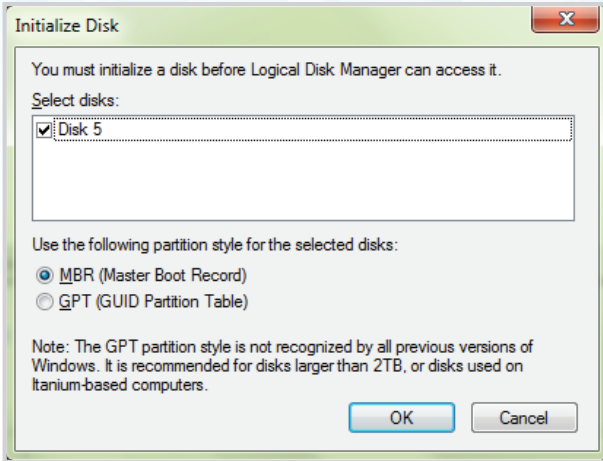 Initialize Disk
You must initialize a disk before Logical Disk Manager can access it.
Select disks:
Disk 5
Use the following partition style for the selected disks:
MBR (Master Boot Record)
GPT (GUID Partition Table)
Note: The GPT partition style is not recognized by all previous versions of
Windows. It is recommended for disks larger than 2TB, or disks used on
Itanium-based computers.
OK Cancel